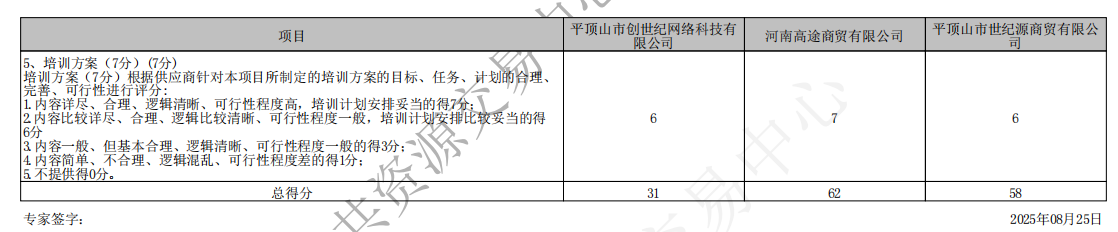 项目
平顶山市创世纪网络科技有
限公司
河南高途商贸有限公司
平顶山市世纪源商贸有限公
司
5、培训方案（7分）(7分)
培训方案（7分）根据供应商针对本项目所制定的培训方案的目标、任务、计划的合理、
完善、可行性进行评分:
1.内容详尽、合理、逻辑清晰、可行性程度高，培训计划安排妥当的得7分；
2.内容比较详尽、合理、逻辑比较清晰、可行性程度一般，培训计划安排比较妥当的得
6分
3.内容一般、但基本合理、逻辑清晰、可行性程度一般的得3分；
4.内容简单、不合理、逻辑混乱、可行性程度差的得1分；
5.不提供得0分。
6
7
6
总得分
31
62
58
专家签字：
2025年08月25日
共资源交易中心
易中心